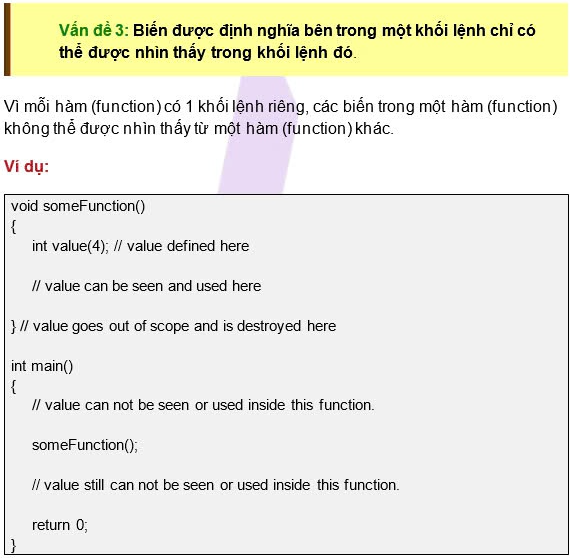 Vấn đề 3: Biến được định nghĩa bên trong một khối lệnh chỉ có
thể được nhìn thấy trong khối lệnh đó.
Vì mỗi hàm (function) có 1 khối lệnh riêng, các biến trong một hàm (function)
không thể được nhìn thấy từ một hàm (function) khác.
Ví dụ:
void someFunction()
{
int value(4); // value defined here
// value can be seen and used here
} // value goes out of scope and is destroyed here
int main()
{
// value can not be seen or used inside this function.
someFunction();
// value still can not be seen or used inside this function.
return 0;
}